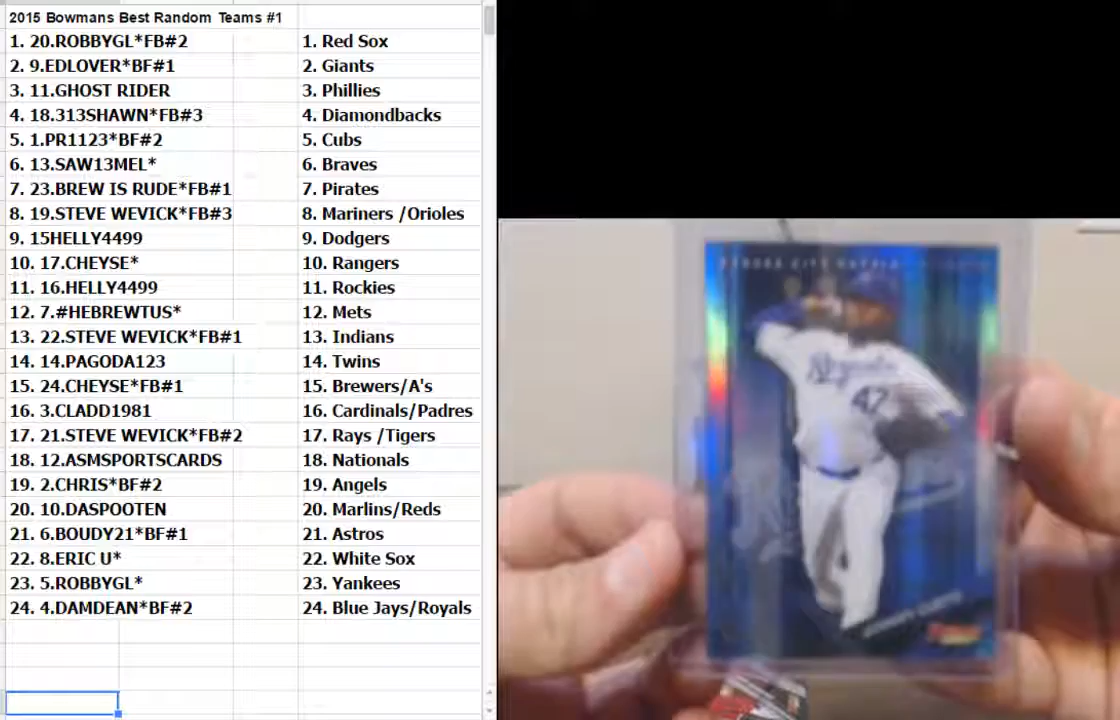 2015 Bowmans Best Random Teams #1
1. 20.ROBBYGL*FB#2 1. Red Sox
2. 9.EDLOVER*BF#1 2. Giants
3. 11.GHOST RIDER 3. Phillies
4. 18.313SHAWN*FB#3 4. Diamondbacks
5. 1.PR1123*BF#2 5. Cubs
6. 13.SAW13MEL* 6. Braves
7. 23.BREW IS RUDE*FB#1 7. Pirates
8. 19.STEVE WEVICK*FB#3 8. Mariners /Orioles
9. 15HELLY4499 9. Dodgers
10. 17.CHEYSE* 10. Rangers
11. 16.HELLY4499 11. Rockies
12. 7.#HEBREWTUS* 12. Mets
13. 22.STEVE WEVICK*FB#1 13. Indians
14. 14.PAGODA123 14. Twins
15. 24.CHEYSE*FB#1 15. Brewers/A's
16. 3.CLADD1981 16. Cardinals/Padres
17. 21.STEVE WEVICK*FB#2 17. Rays /Tigers
18. 12.ASMSPORTSCARDS 18. Nationals
19. 2.CHRIS*BF#2 19. Angels
20. 10.DASPOOTEN 20. Marlins/Reds
21. 6.BOUDY21*BF#1 21. Astros
22. 8.ERIC U* 22. White Sox
23. 5.ROBBYGL* 23. Yankees
24. 4.DAMDEAN*BF#2 24. Blue Jays/Royals
Royals
47